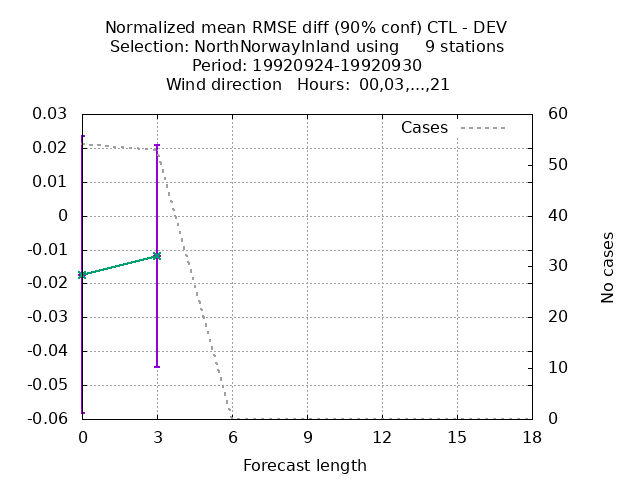 Normalized mean RMSE diff (90% conf) CTL - DEV
Selection: NorthNorwayInland using     9 stations
Period: 19920924-19920930
Wind direction   Hours:  00,03,...,21
Cases
0.03
0.02
0.01
0
-0.01
-0.02
-0.03
-0.04
-0.05
-0.06
60
50
40
30
20
10
0
No cases
0 3 6 9 12 15 18
Forecast length